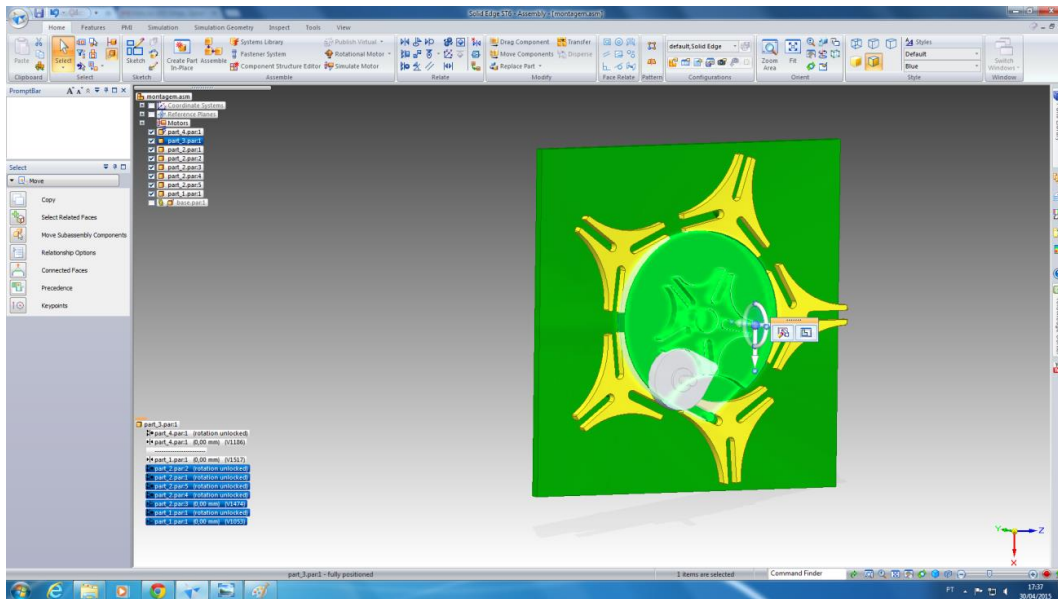 Solid Edge ST6 - Assembly - [montagem.asm]
Home Features PMI Simulation Simulation Geometry Inspect Tools View
Paste
Clipboard
Select
Select
Sketch
Sketch
Create Part In-Place
Assemble
Systems Library
Fastener System
Component Structure Editor
Publish Virtual
Rotational Motor
Simulate Motor
Assemble
Relate
Drag Component
Move Components
Replace Part
Transfer
Disperse
Modify
Face Relate
Pattern
default,Solid Edge
Configurations
Zoom Area
Fit
Orient
Styles
Default
Blue
Style
Switch Windows
Window
PromptBar
Select
Move
Copy
Select Related Faces
Move Subassembly Components
Relationship Options
Connected Faces
Precedence
Keypoints
montagem.asm
Coordinate Systems
Reference Planes
Motors
part_4.par:1
part_3.par:1
part_2.par:1
part_2.par:2
part_2.par:3
part_2.par:4
part_2.par:5
part_1.par:1
base.par:1
part_3.par:1
part_4.par:1 (rotation unlocked)
part_4.par:1 (0,00 mm) (V1186)
part_1.par:1 (0,00 mm) (V1517)
part_2.par:2 (rotation unlocked)
part_2.par:1 (rotation unlocked)
part_2.par:5 (rotation unlocked)
part_2.par:4 (rotation unlocked)
part_2.par:3 (0,00 mm) (V1474)
part_1.par:1 (rotation unlocked)
part_1.par:1 (0,00 mm) (V1053)
Y
Z
X
part_3.par:1 - fully positioned
1 items are selected
Command Finder
PT
17:37
30/04/2015